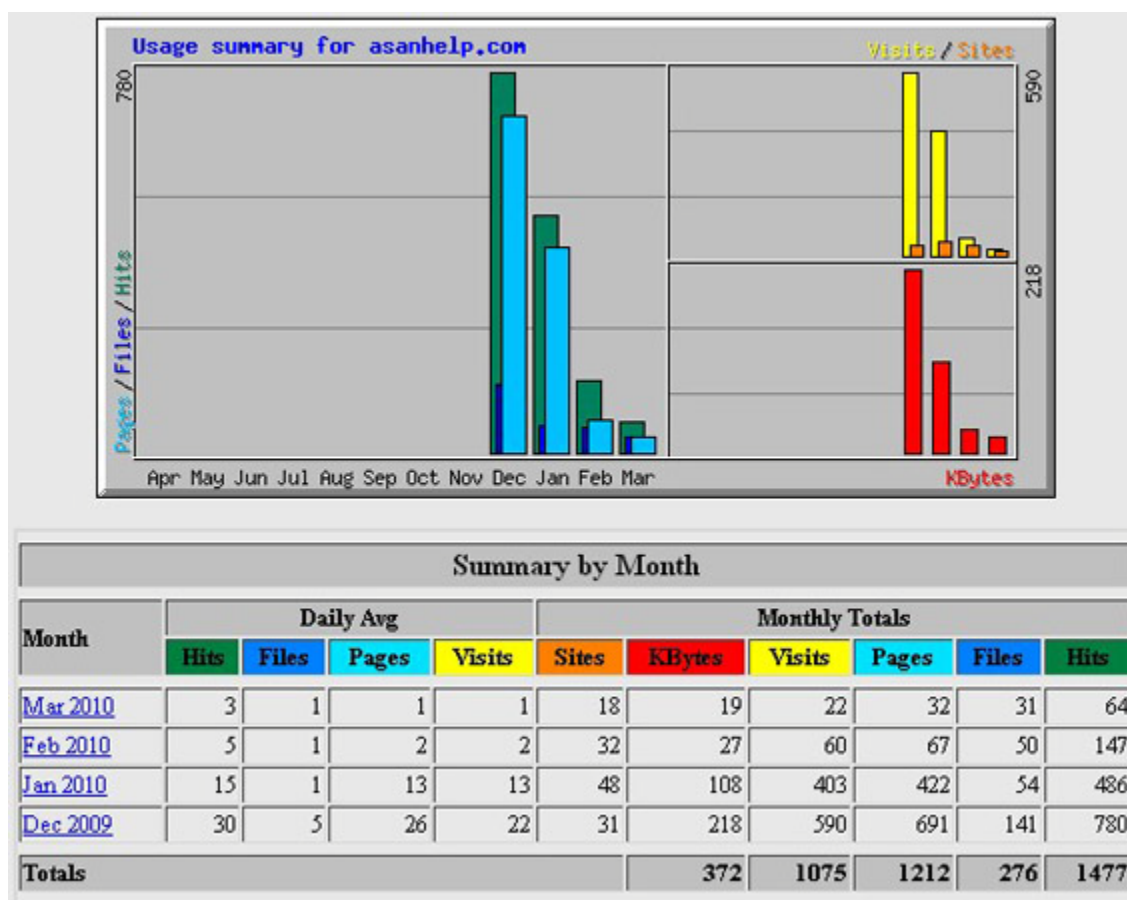 Usage summary for asanhelp.com
Visits/Sites
780
590
Pages/Files/Hits
218
Apr May Jun Jul Aug Sep Oct Nov Dec Jan Feb Mar
KBytes
Summary by Month
Month Daily Avg Monthly Totals
Hits Files Pages Visits Sites KBytes Visits Pages Files Hits
Mar 2010 3 1 1 1 18 19 22 32 31 64
Feb 2010 5 1 2 2 32 27 60 67 50 147
Jan 2010 15 1 13 13 48 108 403 422 54 486
Dec 2009 30 5 26 22 31 218 590 691 141 780
Totals 372 1075 1212 276 1477